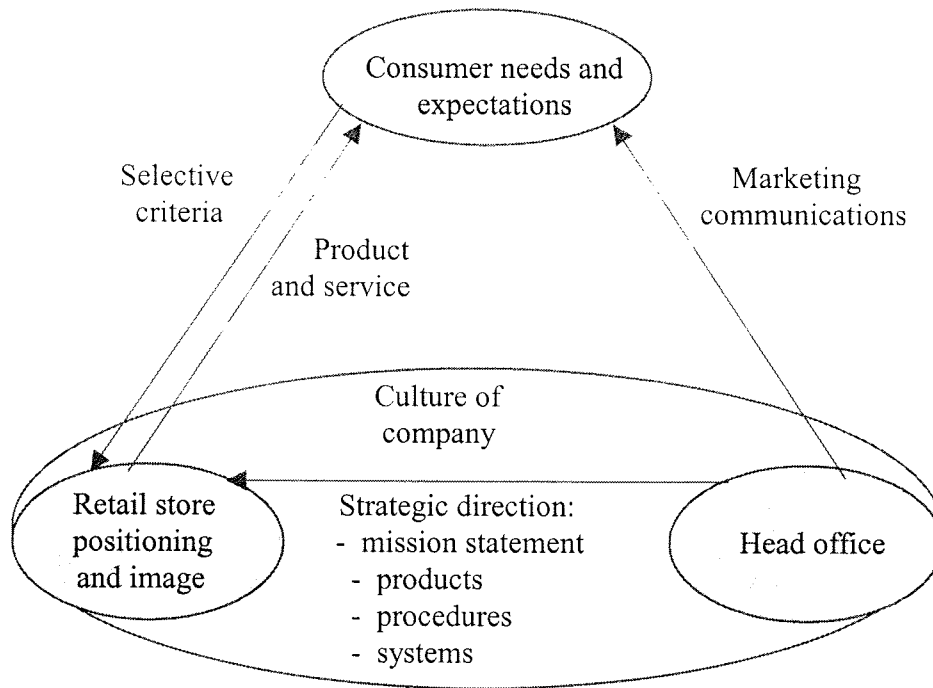 Consumer needs and
expectations
Selective
criteria
Marketing
communications
Product
and service
Culture of
company
Retail store
positioning
and image
Strategic direction:
- mission statement
- products
- procedures
- systems
Head office